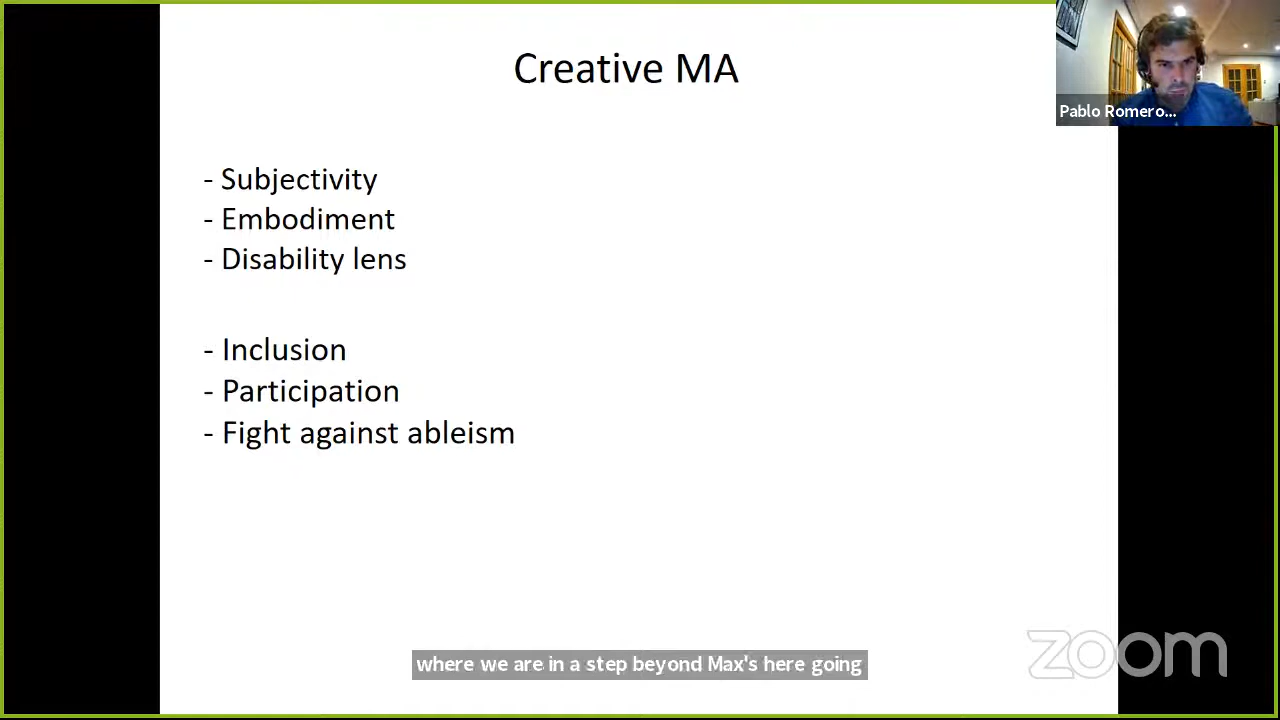 Creative MA
Pablo Romero...
- Subjectivity
- Embodiment
- Disability lens
- Inclusion
- Participation
- Fight against ableism
where we are in a step beyond Max's here going
zoom